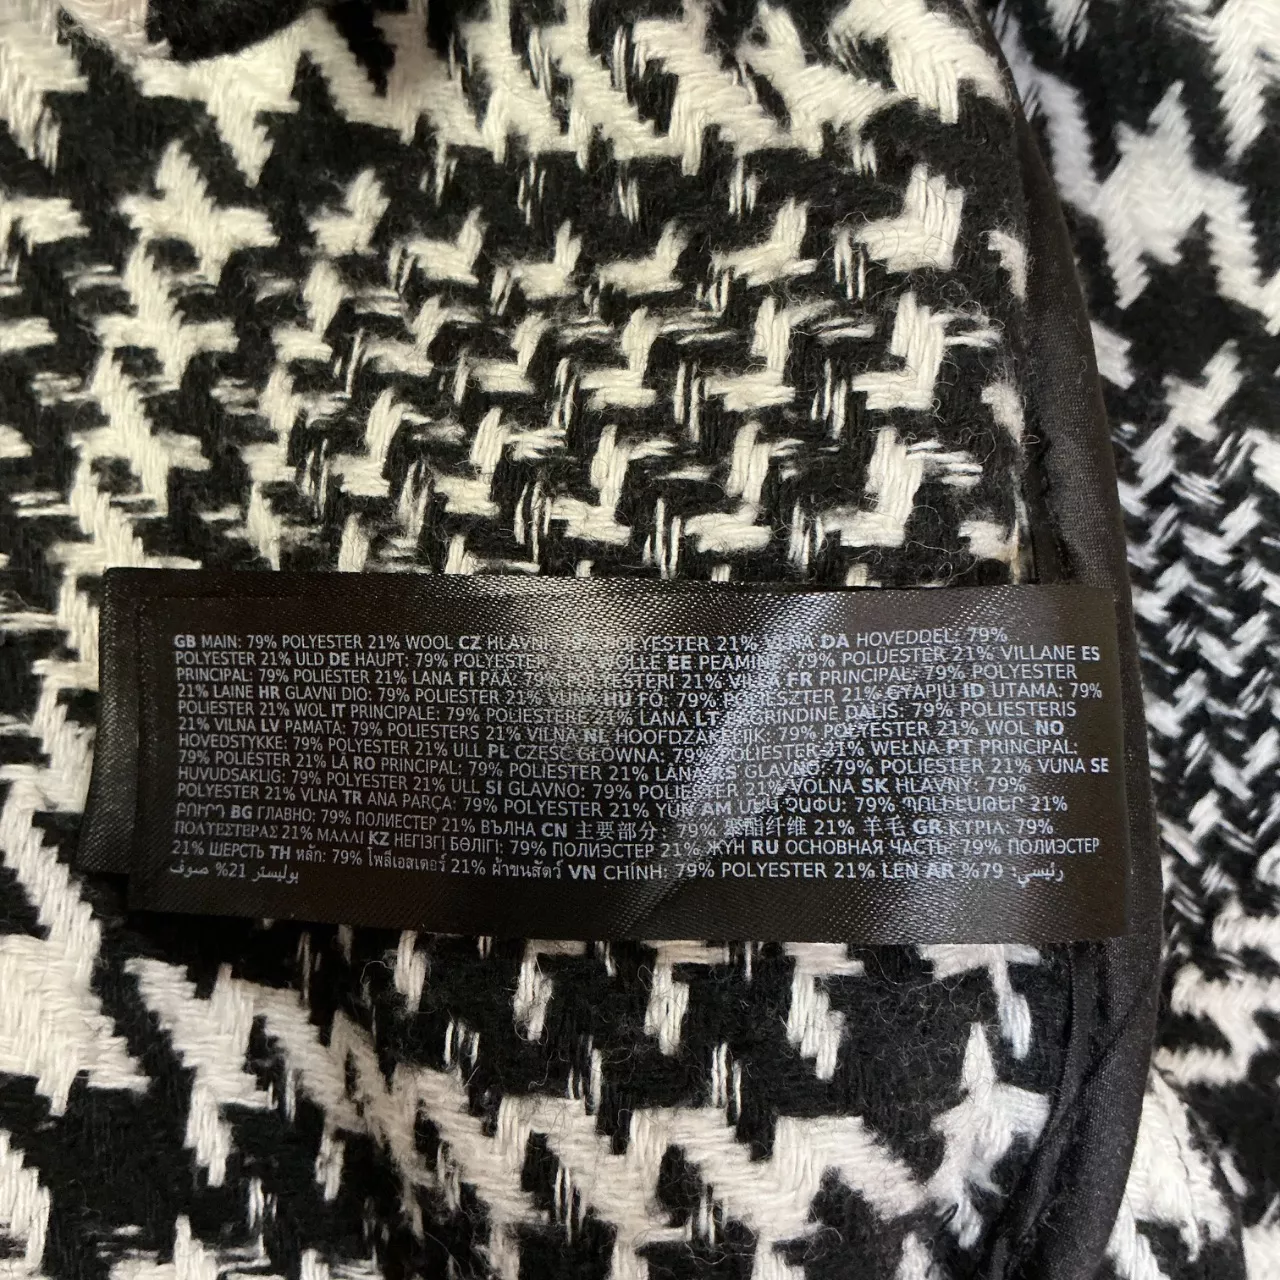 GB MAIN: 79% POLYESTER 21% WOOL CZ HLAVNÍ POLYESTER 21% VLNA DA HOVEDDEL: 79%
POLYESTER 21% ULD DE HAUPT: 79% POLYESTER WOLLE EE PEAMINE: 79% POLÜESTER 21% VILLANE ES
PRINCIPAL: 79% POLIÉSTER 21% LANA FI PÄÄ: 79% POLYESTERI 21% VILLA FR PRINCIPAL: 79% POLYESTER
21% LAINE HR GLAVNI DIO: 79% POLIESTER 21% VUNA HU FŐ: 79% POLIÉSZTER 21% GYAPJÚ ID UTAMA: 79%
POLIESTER 21% WOL IT PRINCIPALE: 79% POLIESTERE 21% LANA LT PAGRINDINĖ DALIS: 79% POLIESTERIS
21% VILNA LV PAMATA: 79% POLIESTERS 21% VILNA NL HOOFDZAKELIJK: 79% POLYESTER 21% WOL NO
HOVEDSTYKKE: 79% POLYESTER 21% ULL PL CZĘŚĆ GŁÓWNA: 79% POLIESTER 21% WEŁNA PT PRINCIPAL:
79% POLIÉSTER 21% LÃ RO PRINCIPAL: 79% POLIESTER 21% LÂNĂ RS GLAVNO: 79% POLIESTER 21% VUNA SE
HUVUDSAKLIG: 79% POLYESTER 21% ULL SI GLAVNO: 79% POLIESTER 21% VOLNA SK HLAVNÝ: 79%
POLYESTER 21% VLNA TR ANA PARÇA: 79% POLYESTER 21% YÜN AM ՄԵԿ ՉԱՓՍ: 79% ՊՈԼԻԷՍԹԵՐ 21%
ԲՈՒՐԴ BG ГЛАВНО: 79% ПОЛИЕСТЕР 21% ВЪЛНА CN 主要部分: 79% 聚酯纤维 21% 羊毛 GR ΚΥΡΙΑ: 79%
ΠΟΛΥΕΣΤΕΡΑΣ 21% ΜΑΛΛΙ KZ НЕГІЗГІ БӨЛІГІ: 79% ПОЛИЭСТЕР 21% ЖҮН RU ОСНОВНАЯ ЧАСТЬ: 79% ПОЛИЭСТЕР
21% ШЕРСТЬ TH หลัก: 79% โพลีเอสเตอร์ 21% ผ้าขนสัตว์ VN CHÍNH: 79% POLYESTER 21% LEN AR رئيسي: 79%
بوليستر 21% صوف